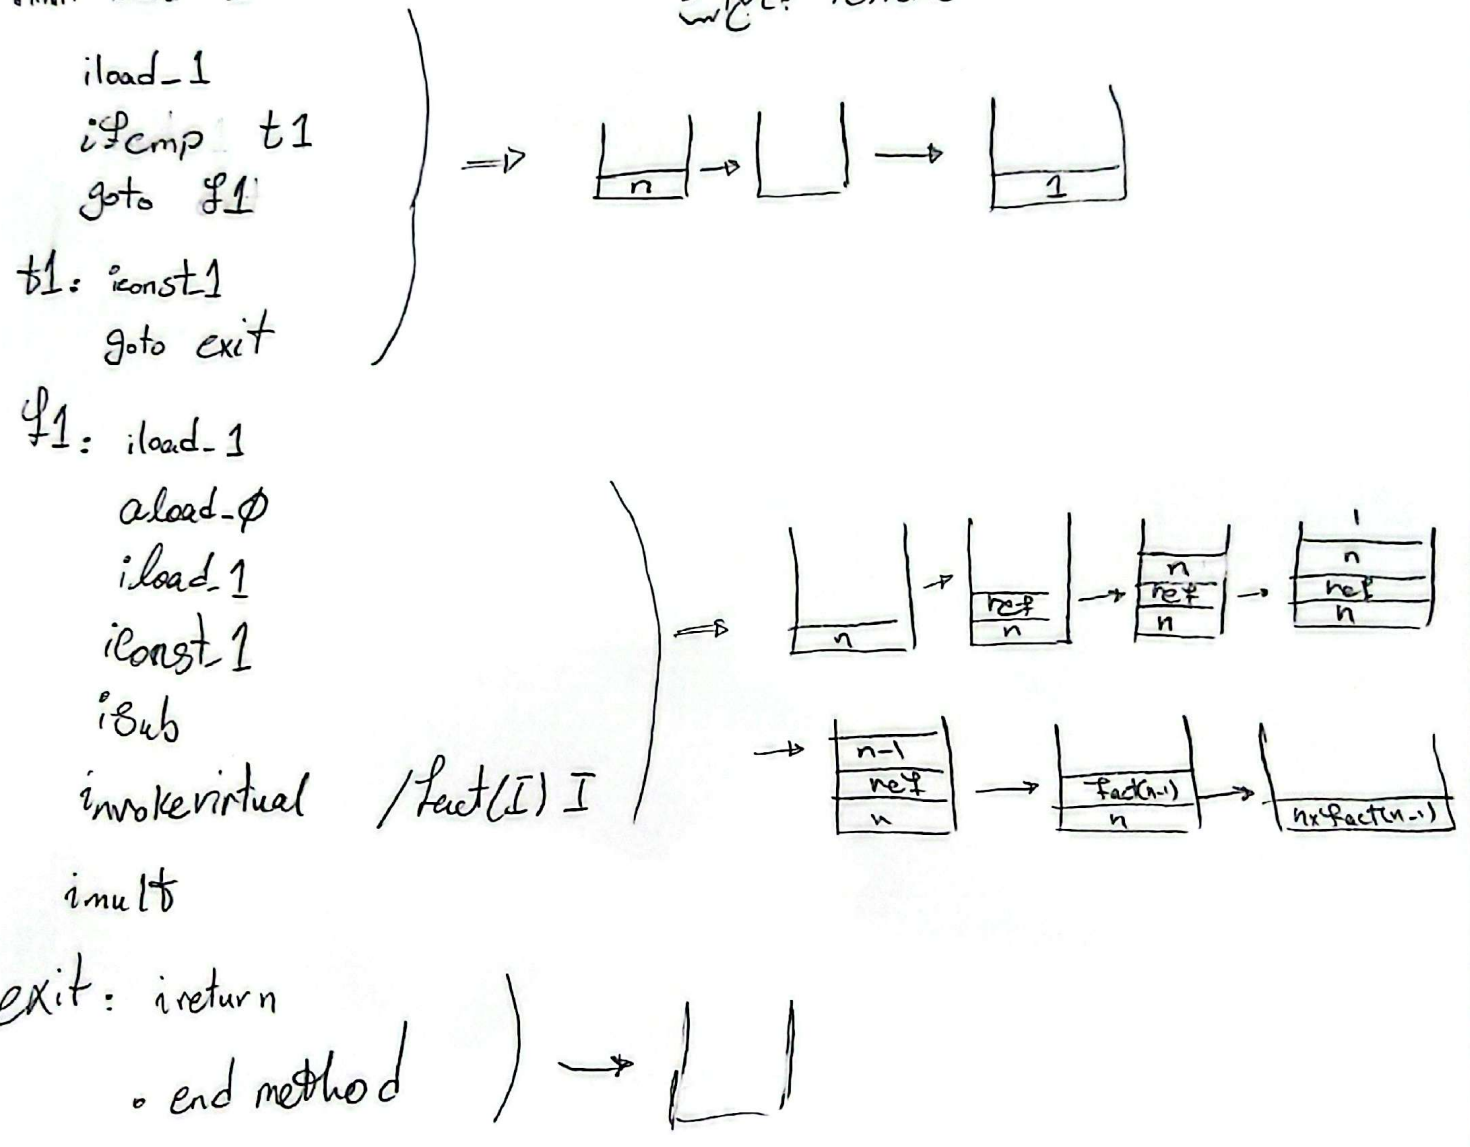 iload_1
ifcmp t1
goto f1
n
1
t1: iconst_1
goto exit
f1: iload_1
aload_0
iload_1
iconst_1
isub
invokevirtual /fact(I) I
n
ref
n
n
ref
n
1
n
ref
n
n-1
ref
n
fact(n-1)
n
n×fact(n-1)
imult
exit: ireturn
. end method